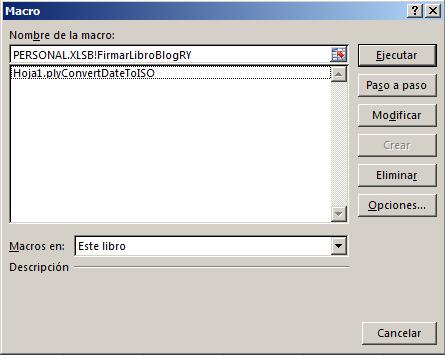 Macro
Nombre de la macro:
PERSONAL.XLSB!FirmarLibroBlogRY
Hoja1.plyConvertDateToISO
Ejecutar
Paso a paso
Modificar
Crear
Eliminar
Opciones...
Macros en:
Este libro
Descripción
Cancelar